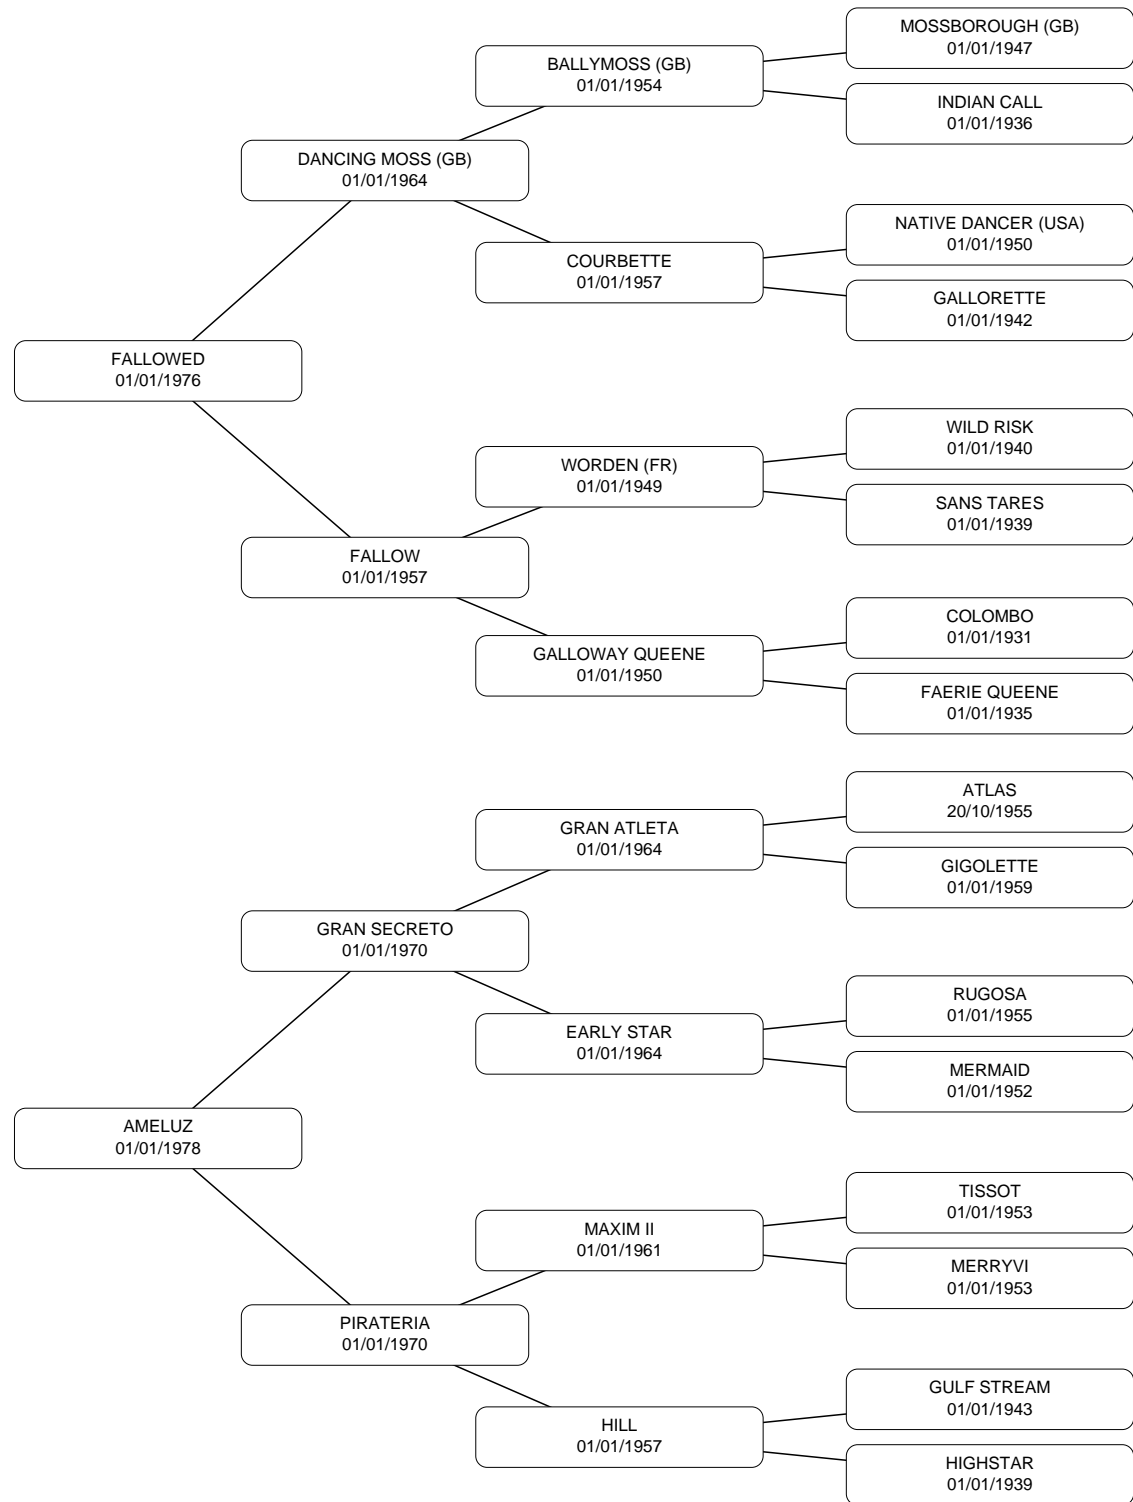 MOSSBOROUGH (GB)
01/01/1947
BALLYMOSS (GB)
01/01/1954
INDIAN CALL
01/01/1936
DANCING MOSS (GB)
01/01/1964
NATIVE DANCER (USA)
01/01/1950
COURBETTE
01/01/1957
GALLORETTE
01/01/1942
FALLOWED
01/01/1976
WILD RISK
01/01/1940
WORDEN (FR)
01/01/1949
SANS TARES
01/01/1939
FALLOW
01/01/1957
COLOMBO
01/01/1931
GALLOWAY QUEENE
01/01/1950
FAERIE QUEENE
01/01/1935
ATLAS
20/10/1955
GRAN ATLETA
01/01/1964
GIGOLETTE
01/01/1959
GRAN SECRETO
01/01/1970
RUGOSA
01/01/1955
EARLY STAR
01/01/1964
MERMAID
01/01/1952
AMELUZ
01/01/1978
TISSOT
01/01/1953
MAXIM II
01/01/1961
MERRYVI
01/01/1953
PIRATERIA
01/01/1970
GULF STREAM
01/01/1943
HILL
01/01/1957
HIGHSTAR
01/01/1939